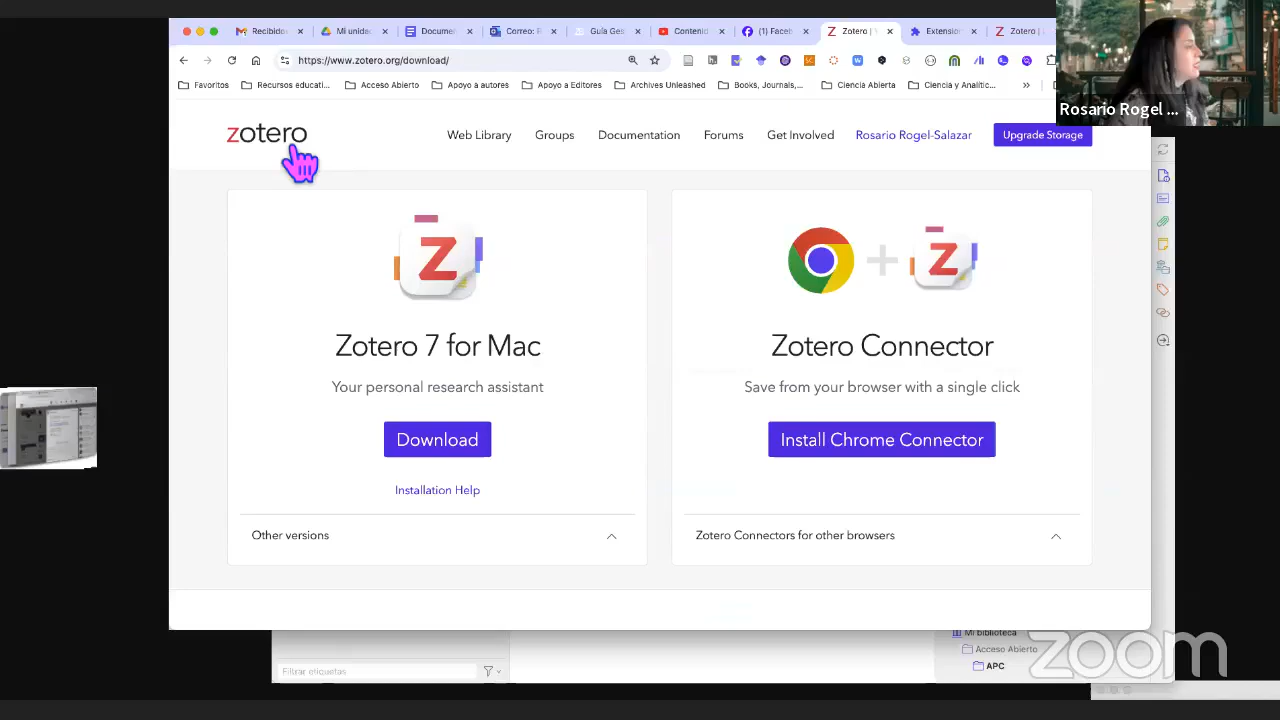 Recibido
Mi unida
Document
Correo: R
Guía Ges
Contenid
(1) Faceb
Zotero |
Extension
Zotero |
https://www.zotero.org/download/
Favoritos
Recursos educati...
Acceso Abierto
Apoyo a autores
Apoyo a Editores
Archives Unleashed
Books, Journals,...
Ciencia Abierta
Ciencia y Analític...
Rosario Rogel ...
zotero
Web Library
Groups
Documentation
Forums
Get Involved
Rosario Rogel-Salazar
Upgrade Storage
Zotero 7 for Mac
Your personal research assistant
Download
Installation Help
Other versions
Zotero Connector
Save from your browser with a single click
Install Chrome Connector
Zotero Connectors for other browsers
Mi biblioteca
Acceso Abierto
APC
Filtrar etiquetas
zoom